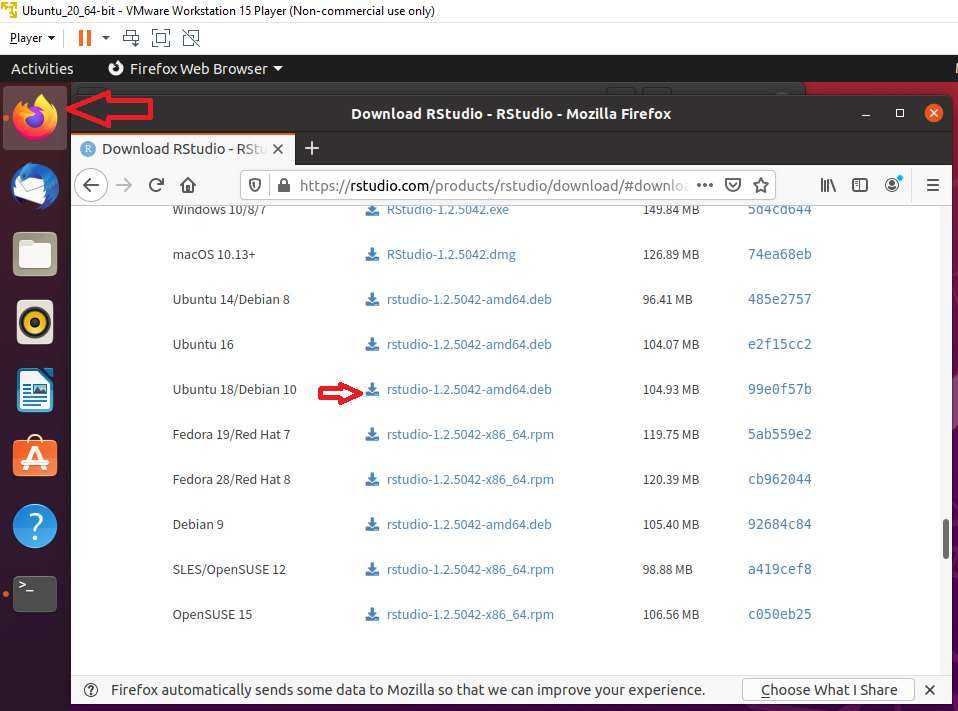 Ubuntu_20_64-bit - VMware Workstation 15 Player (Non-commercial use only)
Player
Activities Firefox Web Browser
Download RStudio - RStudio - Mozilla Firefox
R Download RStudio - RStu
https://rstudio.com/products/rstudio/download/#downlo
Windows 10/8/7 RStudio-1.2.5042.exe 149.84 MB 5d4cd644
macOS 10.13+ RStudio-1.2.5042.dmg 126.89 MB 74ea68eb
Ubuntu 14/Debian 8 rstudio-1.2.5042-amd64.deb 96.41 MB 485e2757
Ubuntu 16 rstudio-1.2.5042-amd64.deb 104.07 MB e2f15cc2
Ubuntu 18/Debian 10 rstudio-1.2.5042-amd64.deb 104.93 MB 99e0f57b
Fedora 19/Red Hat 7 rstudio-1.2.5042-x86_64.rpm 119.75 MB 5ab559e2
Fedora 28/Red Hat 8 rstudio-1.2.5042-x86_64.rpm 120.39 MB cb962044
Debian 9 rstudio-1.2.5042-amd64.deb 105.40 MB 92684c84
SLES/OpenSUSE 12 rstudio-1.2.5042-x86_64.rpm 98.88 MB a419cef8
OpenSUSE 15 rstudio-1.2.5042-x86_64.rpm 106.56 MB c050eb25
Firefox automatically sends some data to Mozilla so that we can improve your experience. Choose What I Share